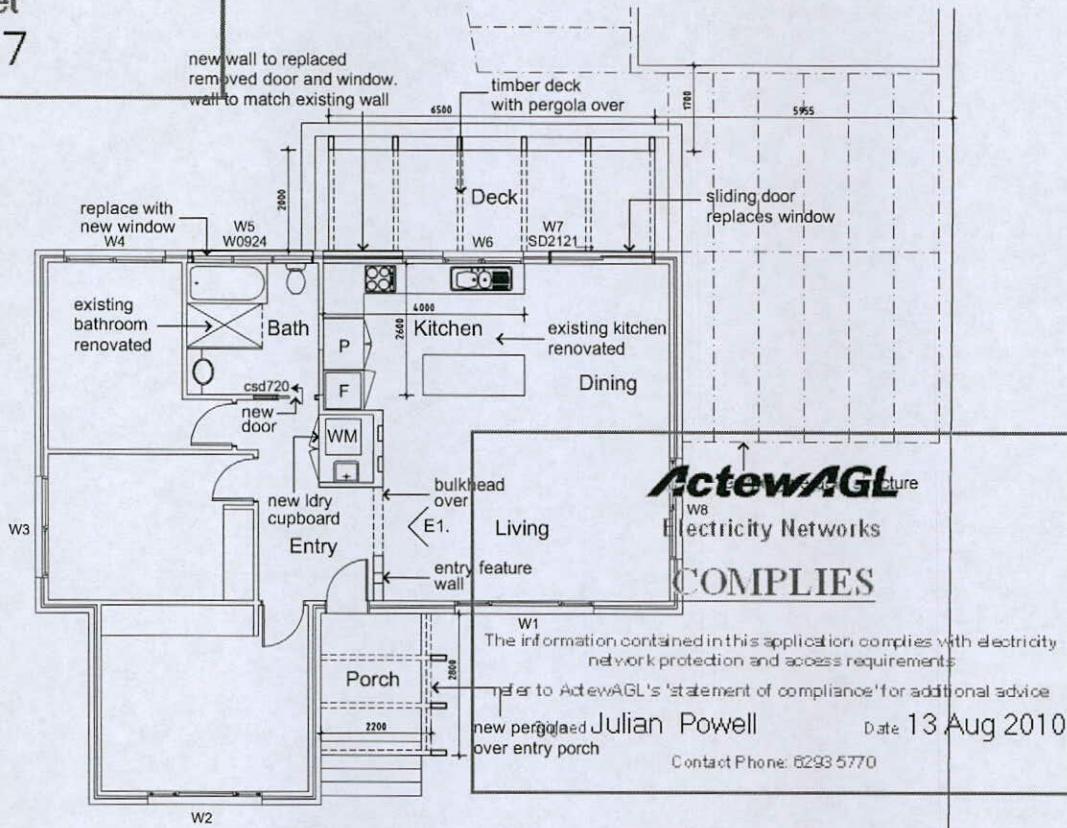 7
new wall to replaced
removed door and window.
wall to match existing wall
timber deck
with pergola over
6500
1700
5955
2000
Deck
sliding door
replaces window
replace with
new window
W4
W5
W0924
W6
W7
SD2121
existing
bathroom
renovated
Bath
4000
2600
Kitchen
existing kitchen
renovated
P
Dining
F
csd720
new
door
WM
new ldry
cupboard
bulkhead
over
E1.
Living
W3
Entry
entry feature
wall
W8
ActewAGL
Electricity Networks
COMPLIES
W1
The information contained in this application complies with electricity
network protection and access requirements
refer to ActewAGL's 'statement of compliance' for additional advice
Porch
2800
2200
new pergola
over entry porch
Signed Julian Powell
Date 13 Aug 2010
Contact Phone: 6293 5770
W2